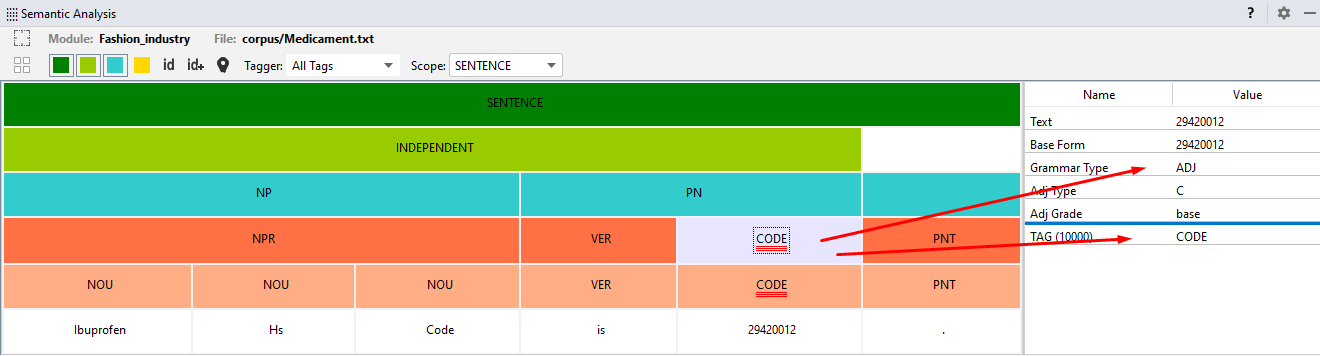 Semantic Analysis ?
Module: Fashion_industry File: corpus/Medicament.txt
id id+ Tagger: All Tags Scope: SENTENCE
SENTENCE Name Value
Text 29420012
INDEPENDENT Base Form 29420012
Grammar Type ADJ
NP PN Adj Type C
Adj Grade base
NPR VER CODE PNT TAG (10000) CODE
NOU NOU NOU VER CODE PNT
Ibuprofen Hs Code is 29420012 .